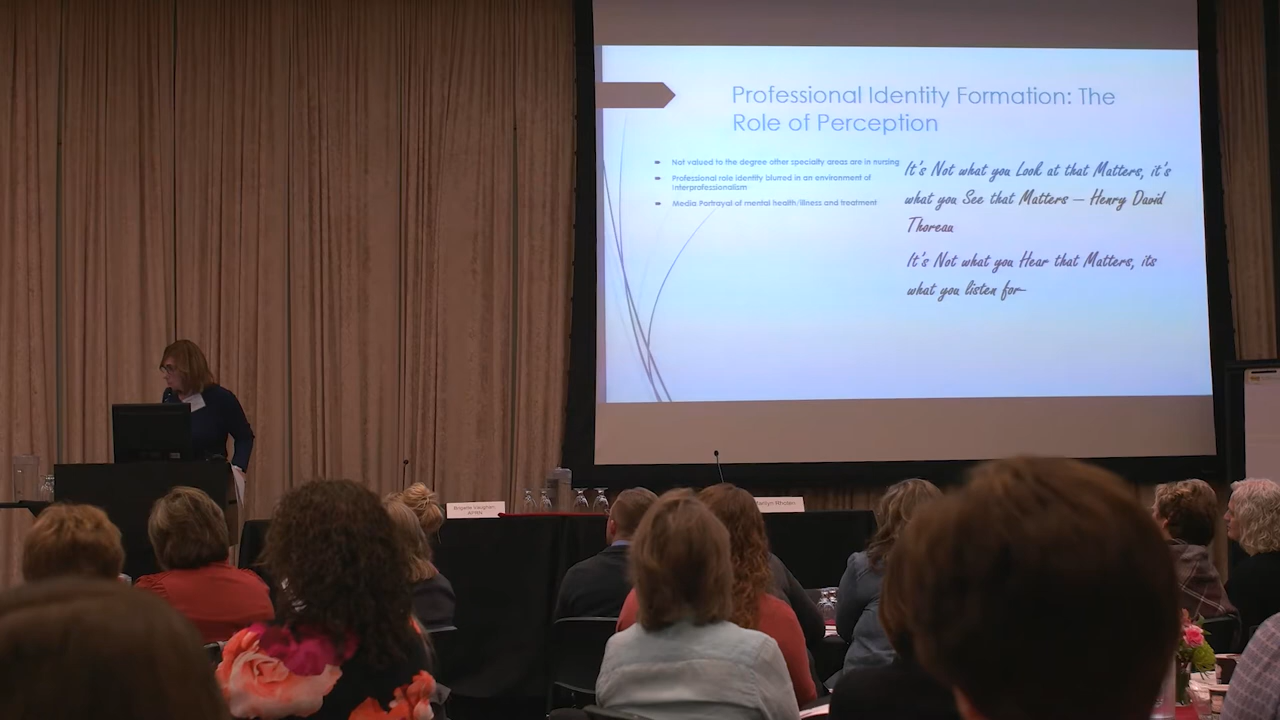 Professional Identity Formation: The
Role of Perception
Not valued to the degree other specialty areas are in nursing
Professional role identity blurred in an environment of
Interprofessionalism
Media Portrayal of mental health/illness and treatment
It's Not what you Look at that Matters, it's
what you See that Matters – Henry David
Thoreau
It's Not what you Hear that Matters, its
what you listen for-
Brigette Vaughan
APRN